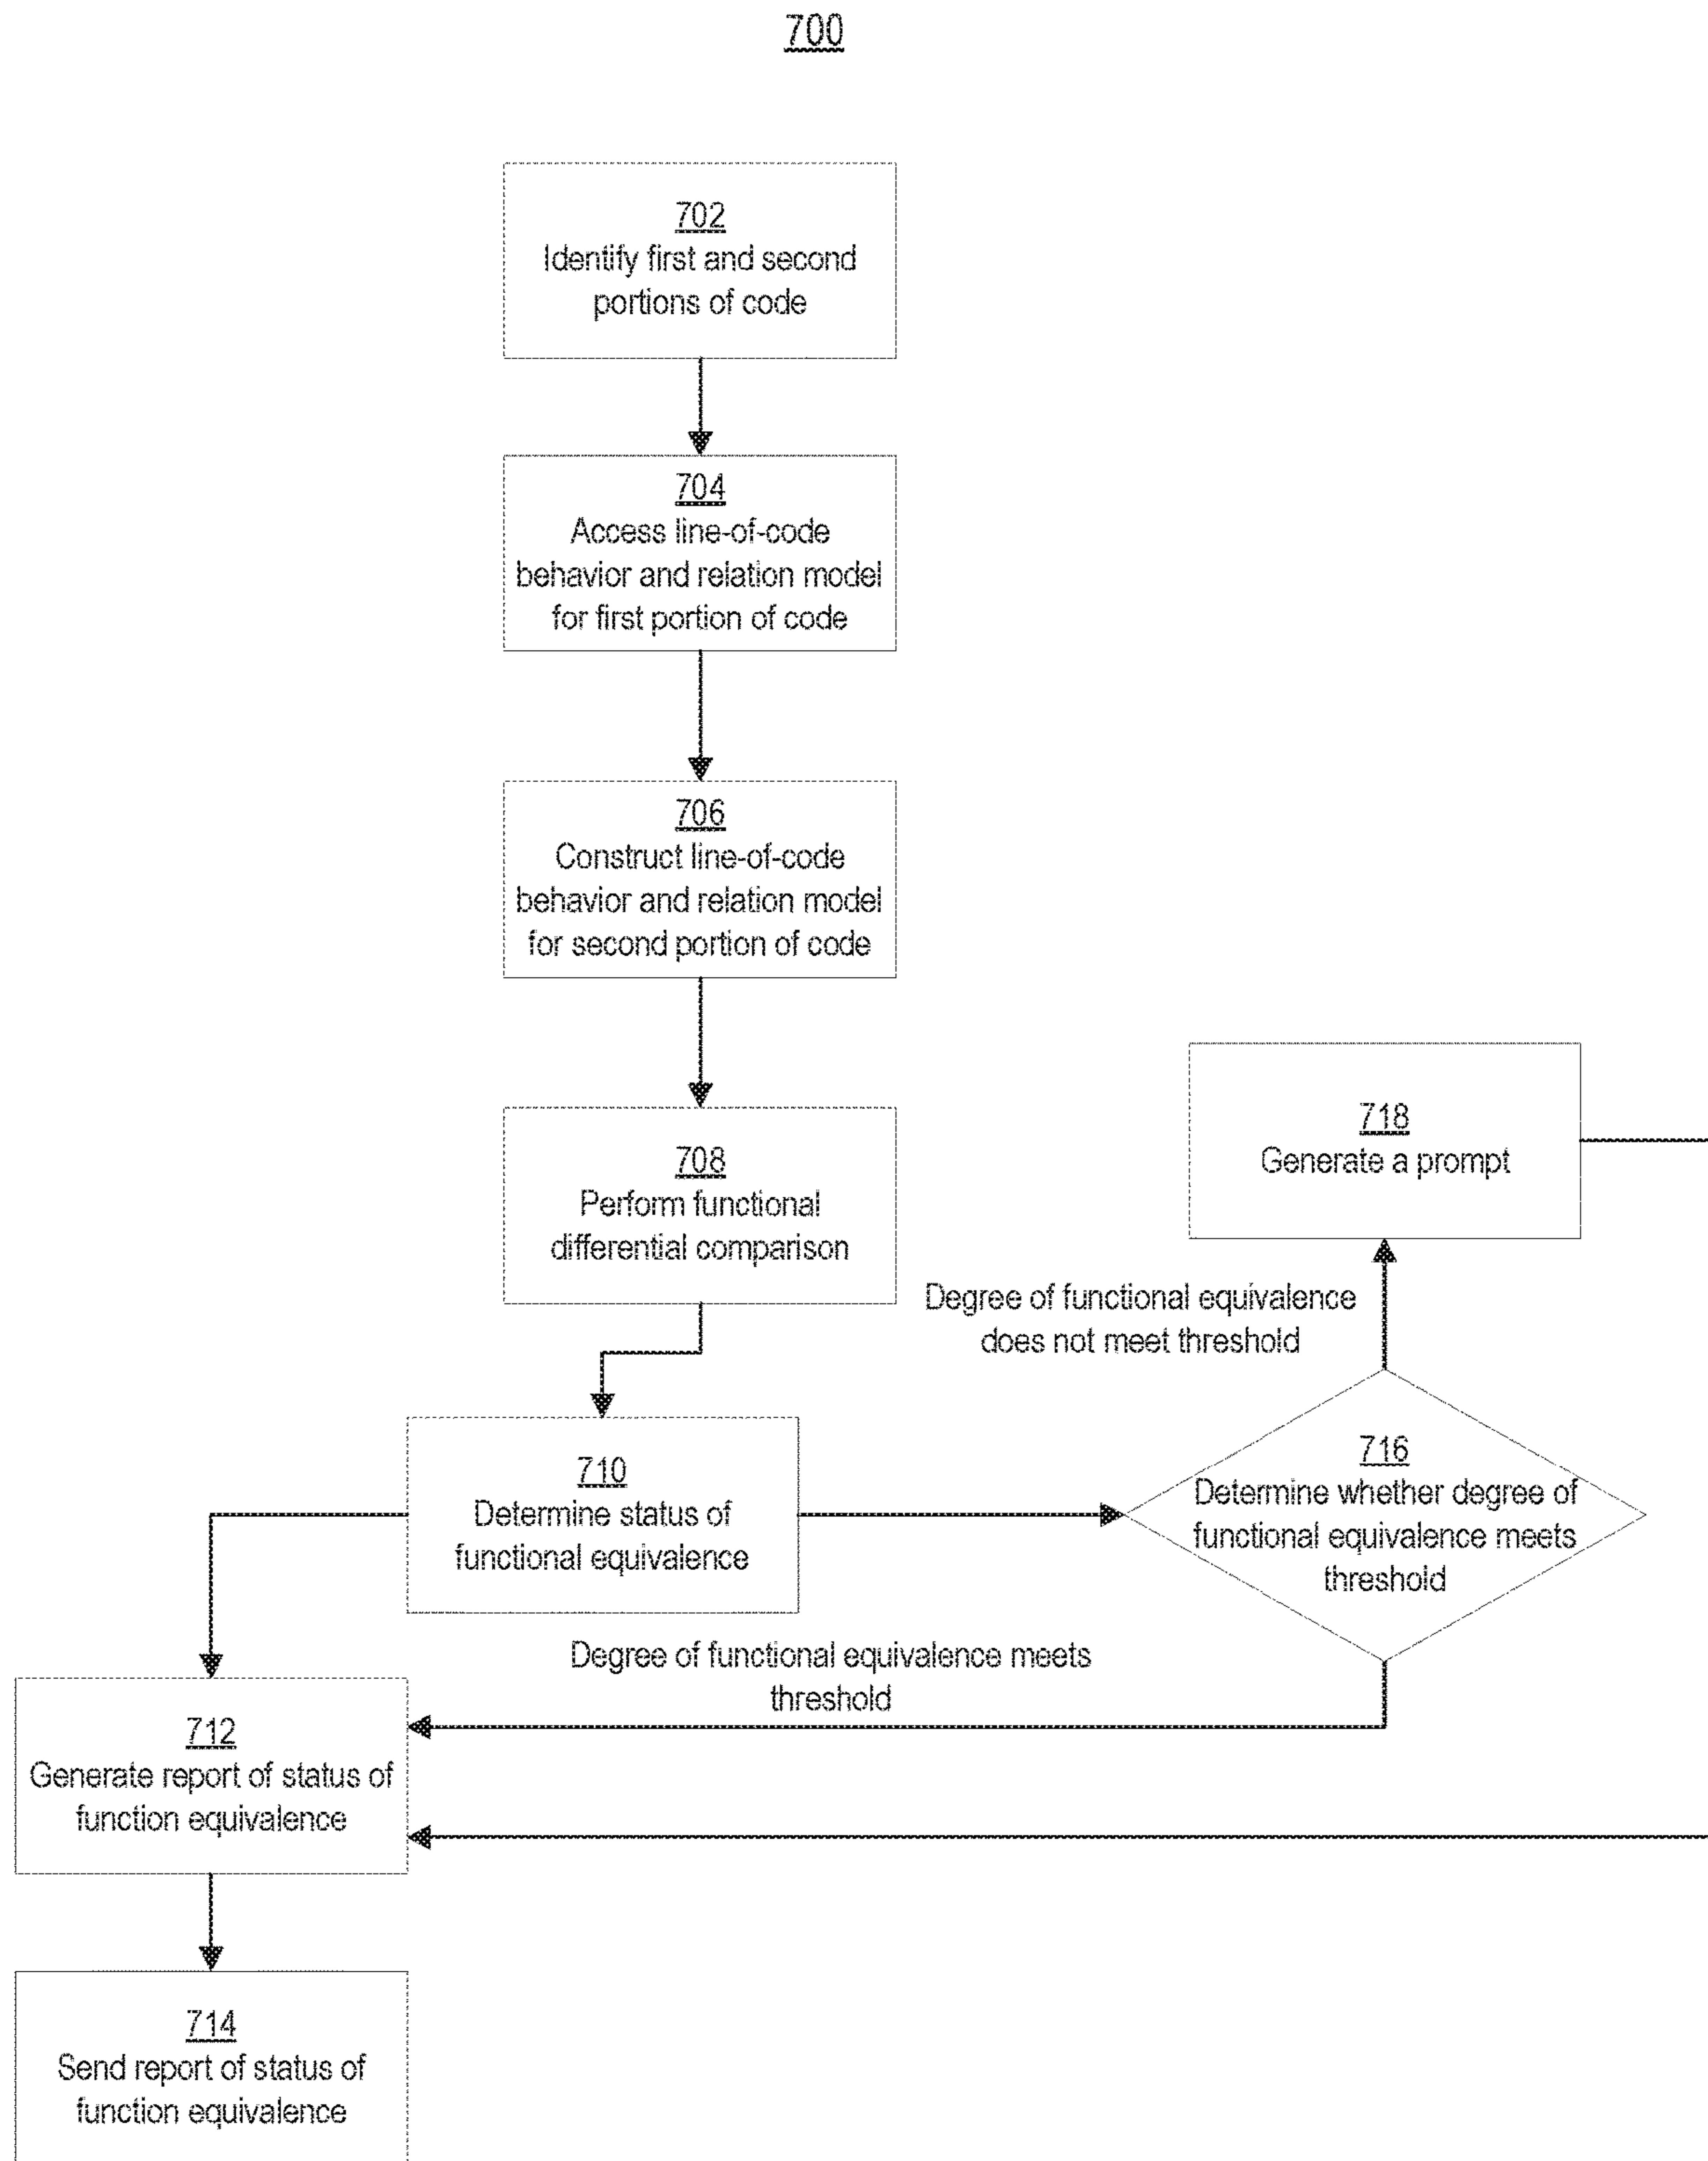 700
702
Identify first and second
portions of code
704
Access line-of-code
behavior and relation model
for first portion of code
706
Construct line-of-code
behavior and relation model
for second portion of code
708
Perform functional
differential comparison
718
Generate a prompt
Degree of functional equivalence
does not meet threshold
710
Determine status of
functional equivalence
716
Determine whether degree of
functional equivalence meets
threshold
Degree of functional equivalence meets
threshold
712
Generate report of status of
function equivalence
714
Send report of status of
function equivalence